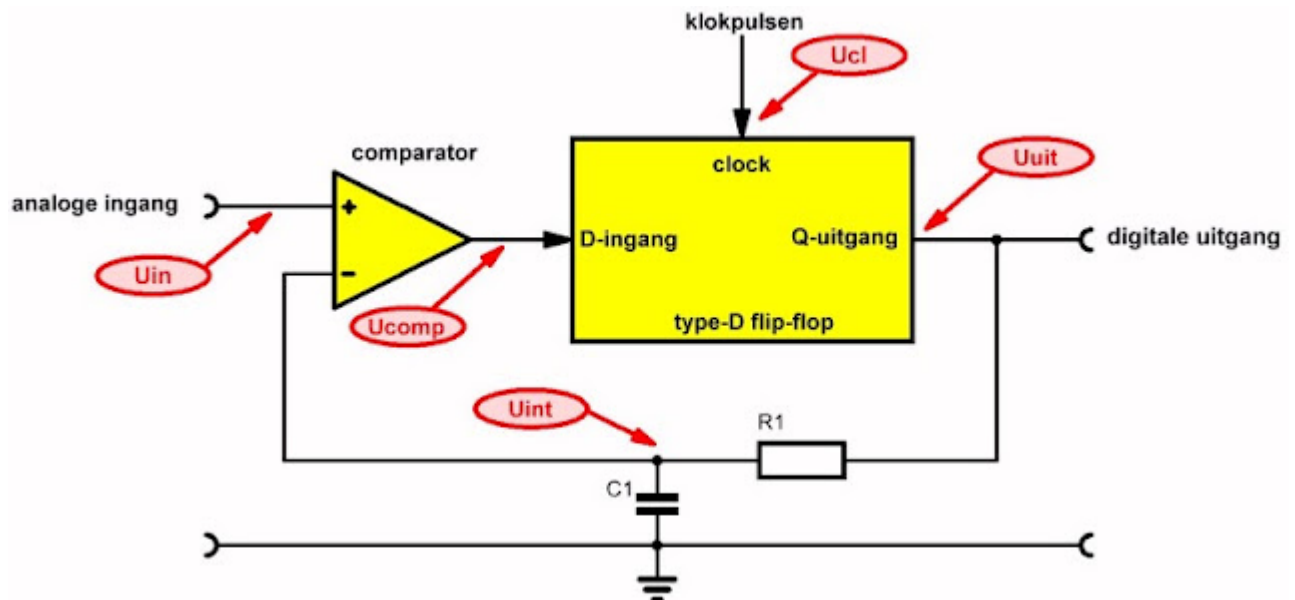 klokpulsen
Ucl
comparator
clock
Uuit
analoge ingang
+
D-ingang
Q-uitgang
digitale uitgang
Uin
-
Ucomp
type-D flip-flop
Uint
R1
C1